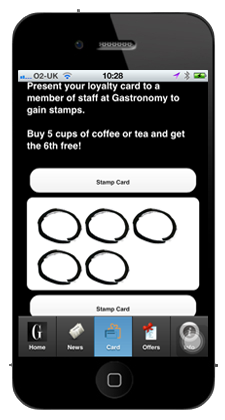 O2-UK 10:28
Present your loyalty card to a
member of staff at Gastronomy to
gain stamps.
Buy 5 cups of coffee or tea and get
the 6th free!
Stamp Card
Stamp Card
G
Home News Card Offers Info